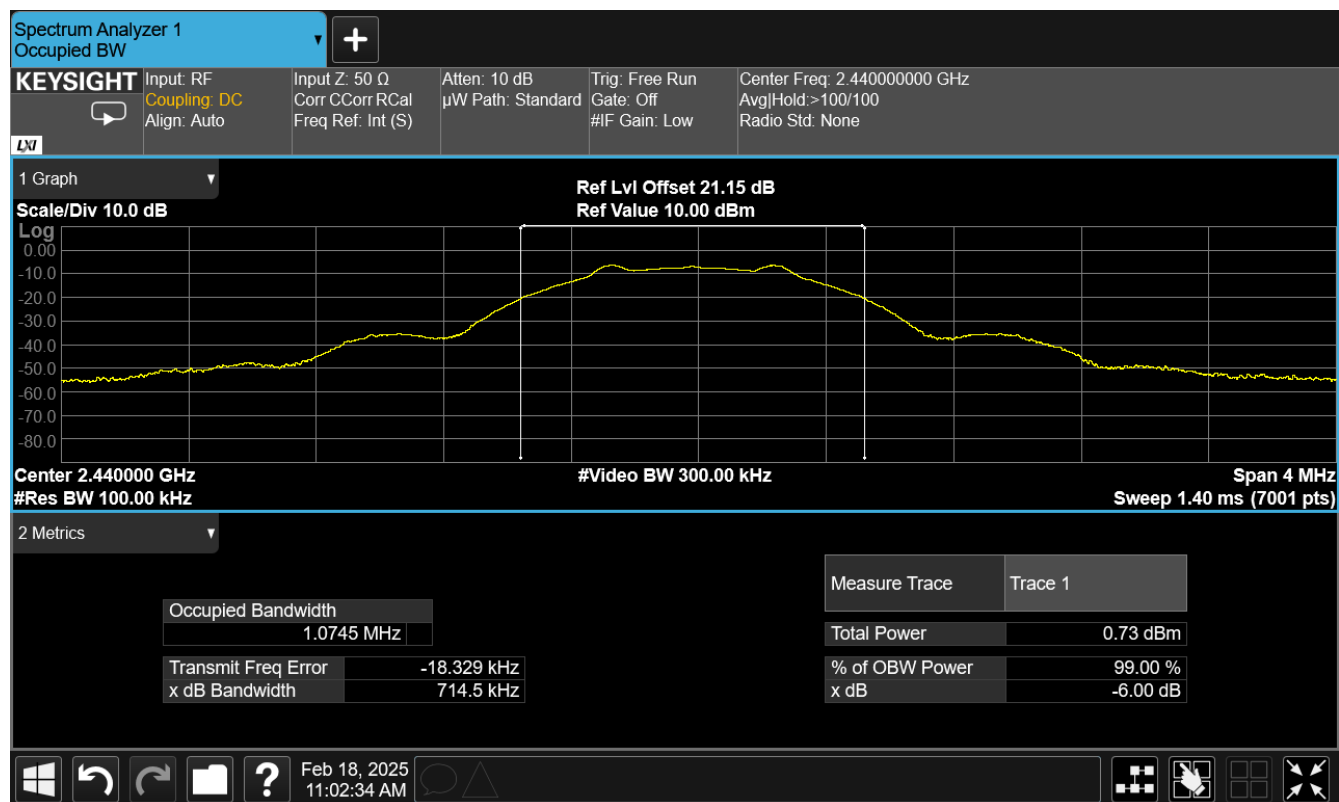 Spectrum Analyzer 1
Occupied BW
KEYSIGHT
LXI
Input: RF
Coupling: DC
Align: Auto
Input Z: 50 Ω
Corr CCorr RCal
Freq Ref: Int (S)
Atten: 10 dB
µW Path: Standard
Trig: Free Run
Gate: Off
#IF Gain: Low
Center Freq: 2.440000000 GHz
Avg|Hold:>100/100
Radio Std: None
1 Graph
Scale/Div 10.0 dB
Ref Lvl Offset 21.15 dB
Ref Value 10.00 dBm
Log
0.00
-10.0
-20.0
-30.0
-40.0
-50.0
-60.0
-70.0
-80.0
Center 2.440000 GHz
#Video BW 300.00 kHz
Span 4 MHz
#Res BW 100.00 kHz
Sweep 1.40 ms (7001 pts)
2 Metrics
Measure Trace Trace 1
Occupied Bandwidth
1.0745 MHz
Total Power 0.73 dBm
Transmit Freq Error -18.329 kHz
% of OBW Power 99.00 %
x dB Bandwidth 714.5 kHz
x dB -6.00 dB
?
Feb 18, 2025
11:02:34 AM